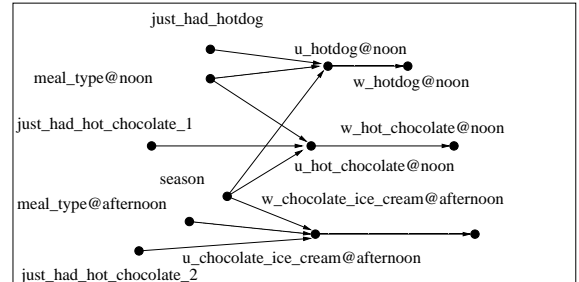 just_had_hotdog
u_hotdog@noon
meal_type@noon
w_hotdog@noon
just_had_hot_chocolate_1
w_hot_chocolate@noon
u_hot_chocolate@noon
season
w_chocolate_ice_cream@afternoon
meal_type@afternoon
u_chocolate_ice_cream@afternoon
just_had_hot_chocolate_2